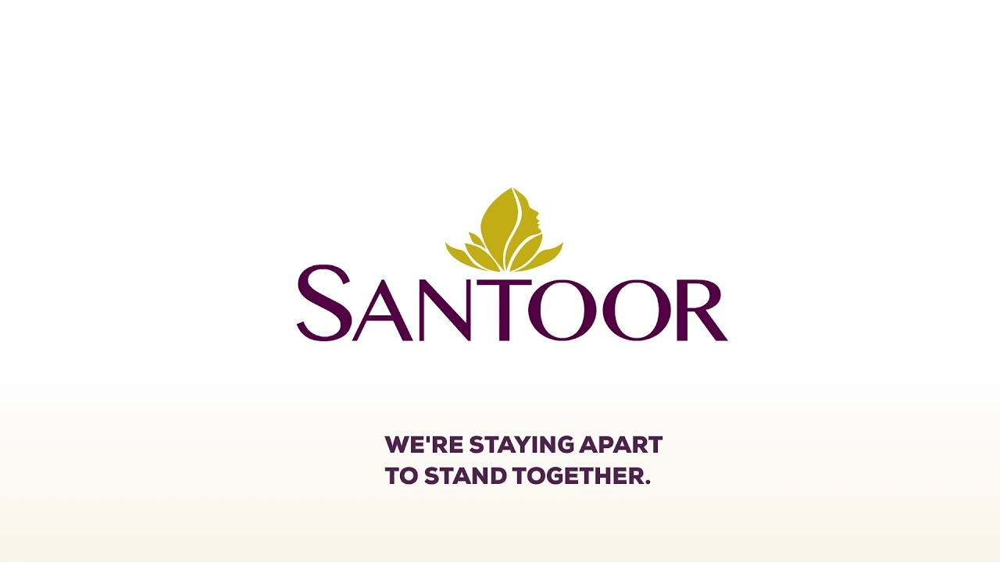 SANTOOR
WE'RE STAYING APART
TO STAND TOGETHER.